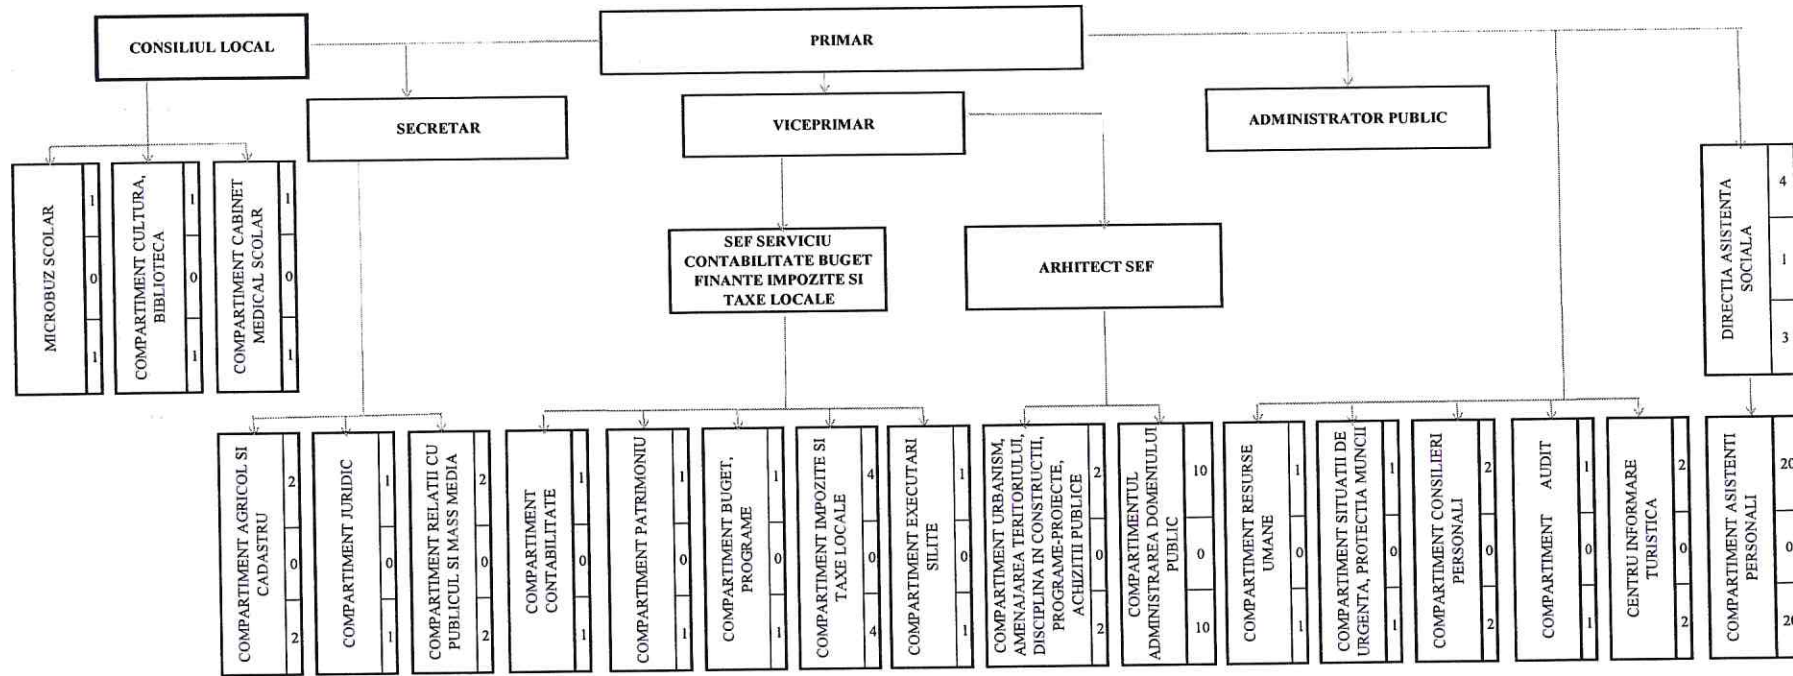 CONSILIUL LOCAL
PRIMAR
SECRETAR
VICEPRIMAR
ADMINISTRATOR PUBLIC
MICROBUZ SCOLAR
1
0
1
COMPARTIMENT CULTURA,
BIBLIOTECA
1
0
1
COMPARTIMENT CABINET
MEDICAL SCOLAR
1
0
1
SEF SERVICIU
CONTABILITATE BUGET
FINANTE IMPOZITE SI
TAXE LOCALE
ARHITECT SEF
DIRECTIA ASISTENTA
SOCIALA
4
1
3
COMPARTIMENT AGRICOL SI
CADASTRU
2
0
2
COMPARTIMENT JURIDIC
1
0
1
COMPARTIMENT RELATII CU
PUBLICUL SI MASS MEDIA
2
0
2
COMPARTIMENT
CONTABILITATE
1
0
1
COMPARTIMENT PATRIMONIU
1
0
1
COMPARTIMENT BUGET,
PROGRAME
1
0
1
COMPARTIMENT IMPOZITE SI
TAXE LOCALE
4
0
4
COMPARTIMENT EXECUTARI
SILITE
1
0
1
COMPARTIMENT URBANISM,
AMENAJAREA TERITORIULUI,
DISCIPLINA IN CONSTRUCTII,
PROGRAME-PROIECTE,
ACHIZITII PUBLICE
2
0
2
COMPARTIMENTUL
ADMINISTRAREA DOMENIULUI
PUBLIC
10
0
10
COMPARTIMENT RESURSE
UMANE
1
0
1
COMPARTIMENT SITUATII DE
URGENTA, PROTECTIA MUNCII
1
0
1
COMPARTIMENT CONSILIERI
PERSONALI
2
0
2
COMPARTIMENT AUDIT
1
0
1
CENTRU INFORMARE
TURISTICA
2
0
2
COMPARTIMENT ASISTENTI
PERSONALI
20
0
20